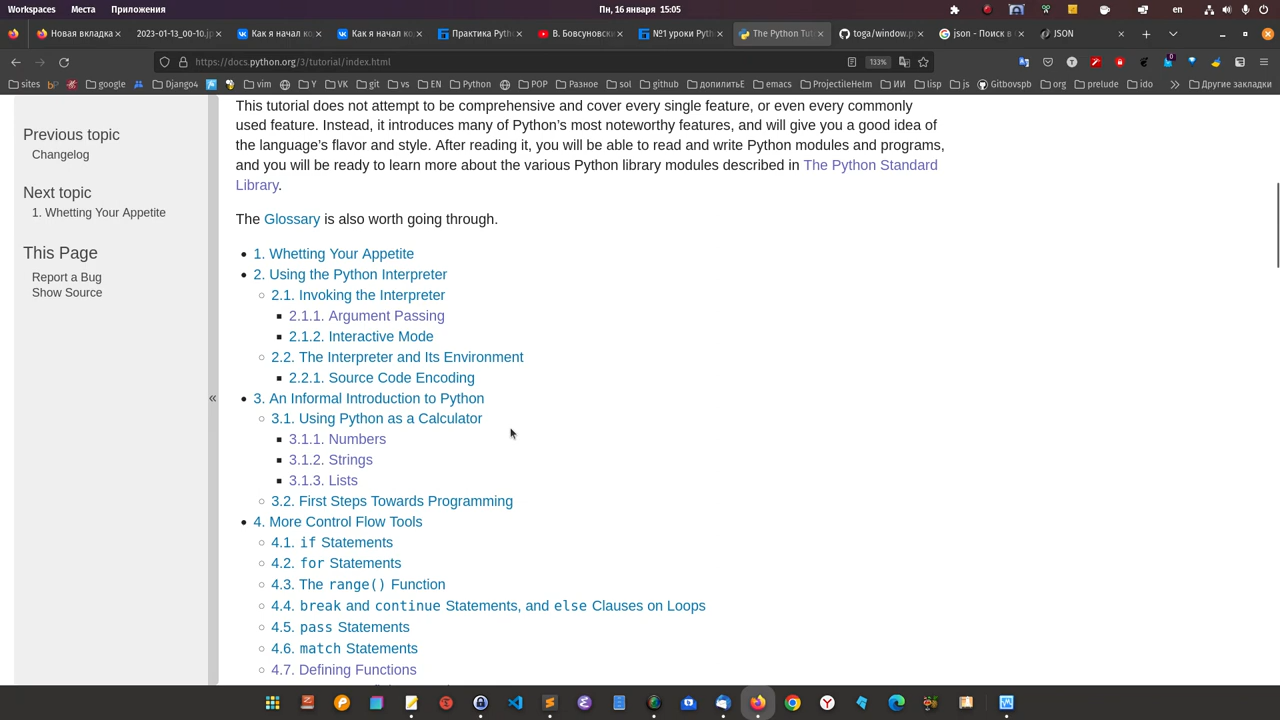 Workspaces Места Приложения Пн, 16 января 15:05 en
Новая вкладка 2023-01-13_00-10.j Как я начал ко Как я начал ко Практика Pyth В. Бовсуновск №1 уроки Pyth The Python Tut toga/window.p json - Поиск в JSON
https://docs.python.org/3/tutorial/index.html 133%
sites google Django4 vim Y VK git vs EN Python POP Разное sol github допилитьЕ emacs ProjectileHelm ИИ lisp js Gitbovspb org prelude ido Другие закладки
This tutorial does not attempt to be comprehensive and cover every single feature, or even every commonly
used feature. Instead, it introduces many of Python’s most noteworthy features, and will give you a good idea of
the language’s flavor and style. After reading it, you will be able to read and write Python modules and programs,
and you will be ready to learn more about the various Python library modules described in The Python Standard
Library.
The Glossary is also worth going through.
Previous topic
Changelog
Next topic
1. Whetting Your Appetite
This Page
Report a Bug
Show Source
«
1. Whetting Your Appetite
2. Using the Python Interpreter
2.1. Invoking the Interpreter
2.1.1. Argument Passing
2.1.2. Interactive Mode
2.2. The Interpreter and Its Environment
2.2.1. Source Code Encoding
3. An Informal Introduction to Python
3.1. Using Python as a Calculator
3.1.1. Numbers
3.1.2. Strings
3.1.3. Lists
3.2. First Steps Towards Programming
4. More Control Flow Tools
4.1. if Statements
4.2. for Statements
4.3. The range() Function
4.4. break and continue Statements, and else Clauses on Loops
4.5. pass Statements
4.6. match Statements
4.7. Defining Functions